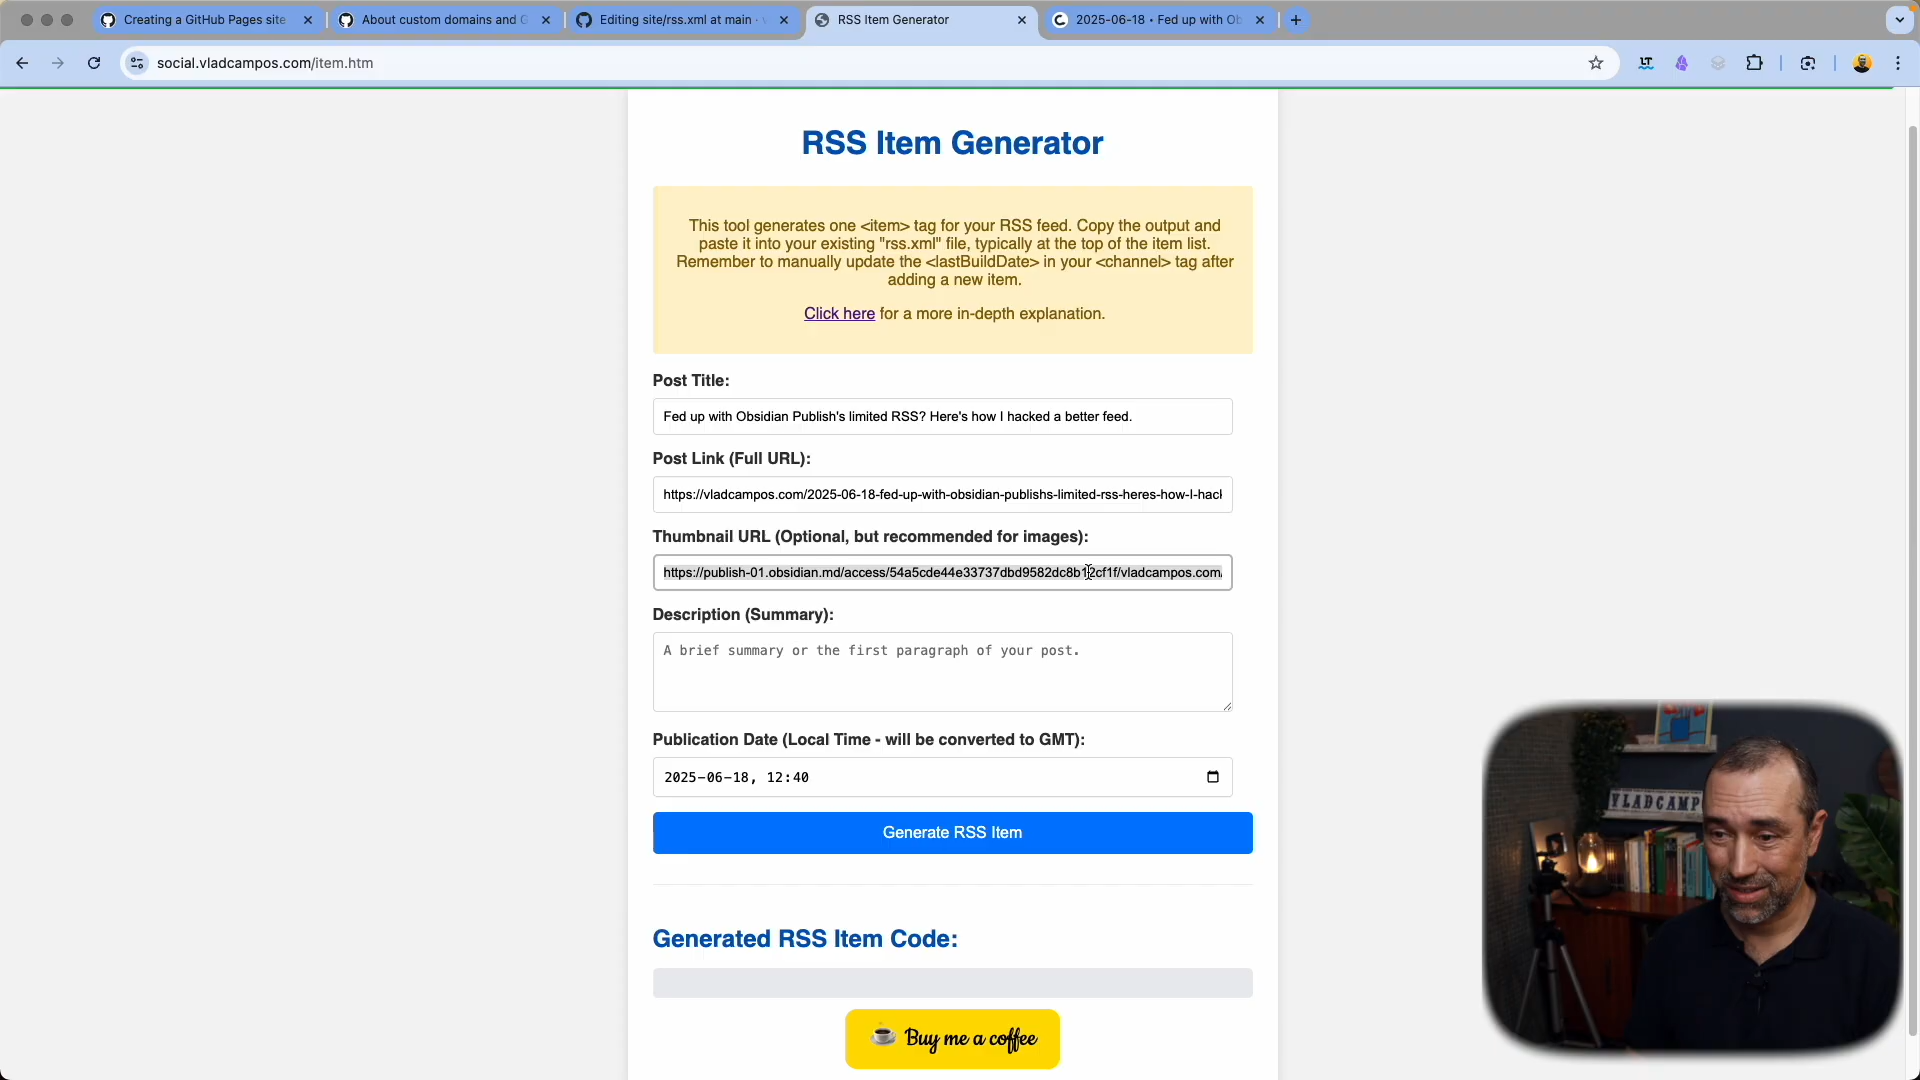 Creating a GitHub Pages site
About custom domains and G
Editing site/rss.xml at main ·
RSS Item Generator
2025-06-18 • Fed up with Ob
social.vladcampos.com/item.htm
RSS Item Generator
This tool generates one <item> tag for your RSS feed. Copy the output and
paste it into your existing "rss.xml" file, typically at the top of the item list.
Remember to manually update the <lastBuildDate> in your <channel> tag after
adding a new item.
Click here for a more in-depth explanation.
Post Title:
Fed up with Obsidian Publish's limited RSS? Here's how I hacked a better feed.
Post Link (Full URL):
https://vladcampos.com/2025-06-18-fed-up-with-obsidian-publishs-limited-rss-heres-how-I-hack
Thumbnail URL (Optional, but recommended for images):
https://publish-01.obsidian.md/access/54a5cde44e33737dbd9582dc8b12cf1f/vladcampos.com/
Description (Summary):
A brief summary or the first paragraph of your post.
Publication Date (Local Time - will be converted to GMT):
2025-06-18, 12:40
Generate RSS Item
Generated RSS Item Code:
Buy me a coffee
VLADCAMP